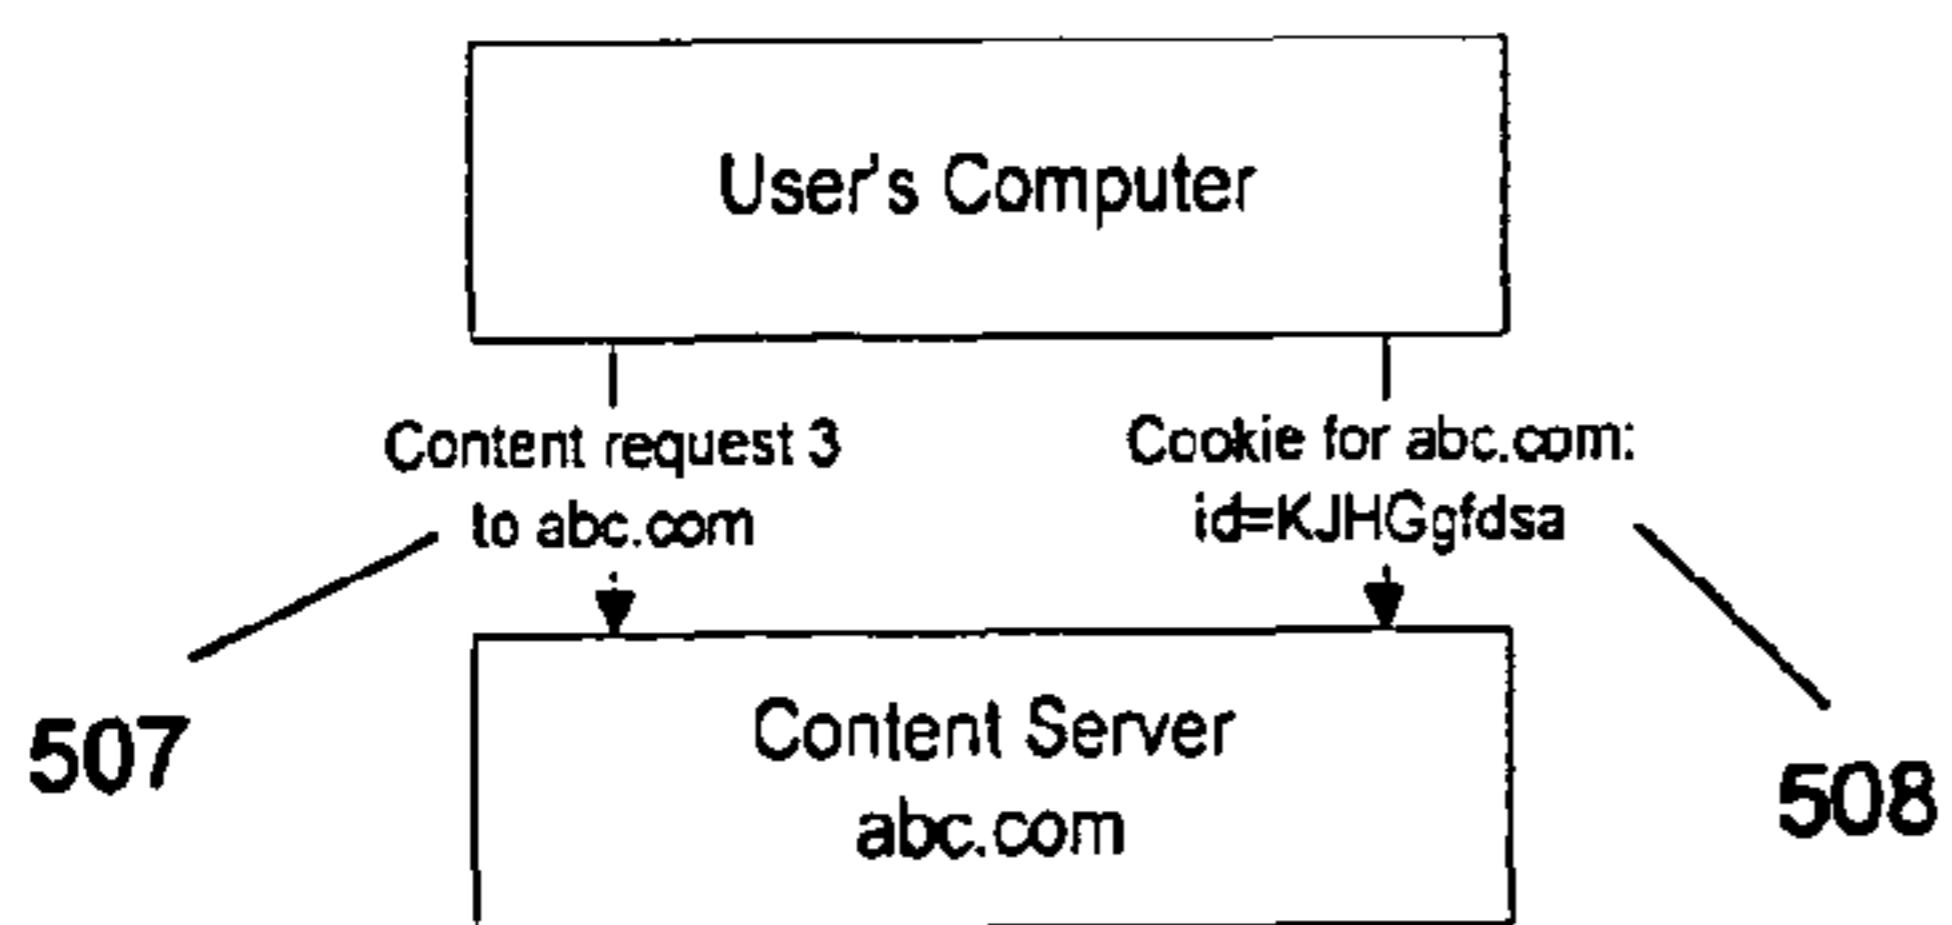 User's Computer
Content request 3
to abc.com
Cookie for abc.com:
id=KJHGgfdsa
507
Content Server
abc.com
508